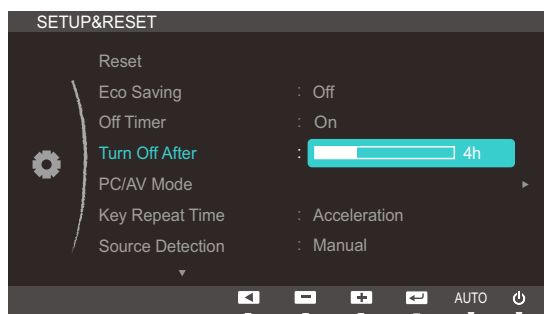 SETUP&RESET
Reset
Eco Saving : Off
Off Timer : On
Turn Off After : 4h
PC/AV Mode
Key Repeat Time : Acceleration
Source Detection : Manual
AUTO